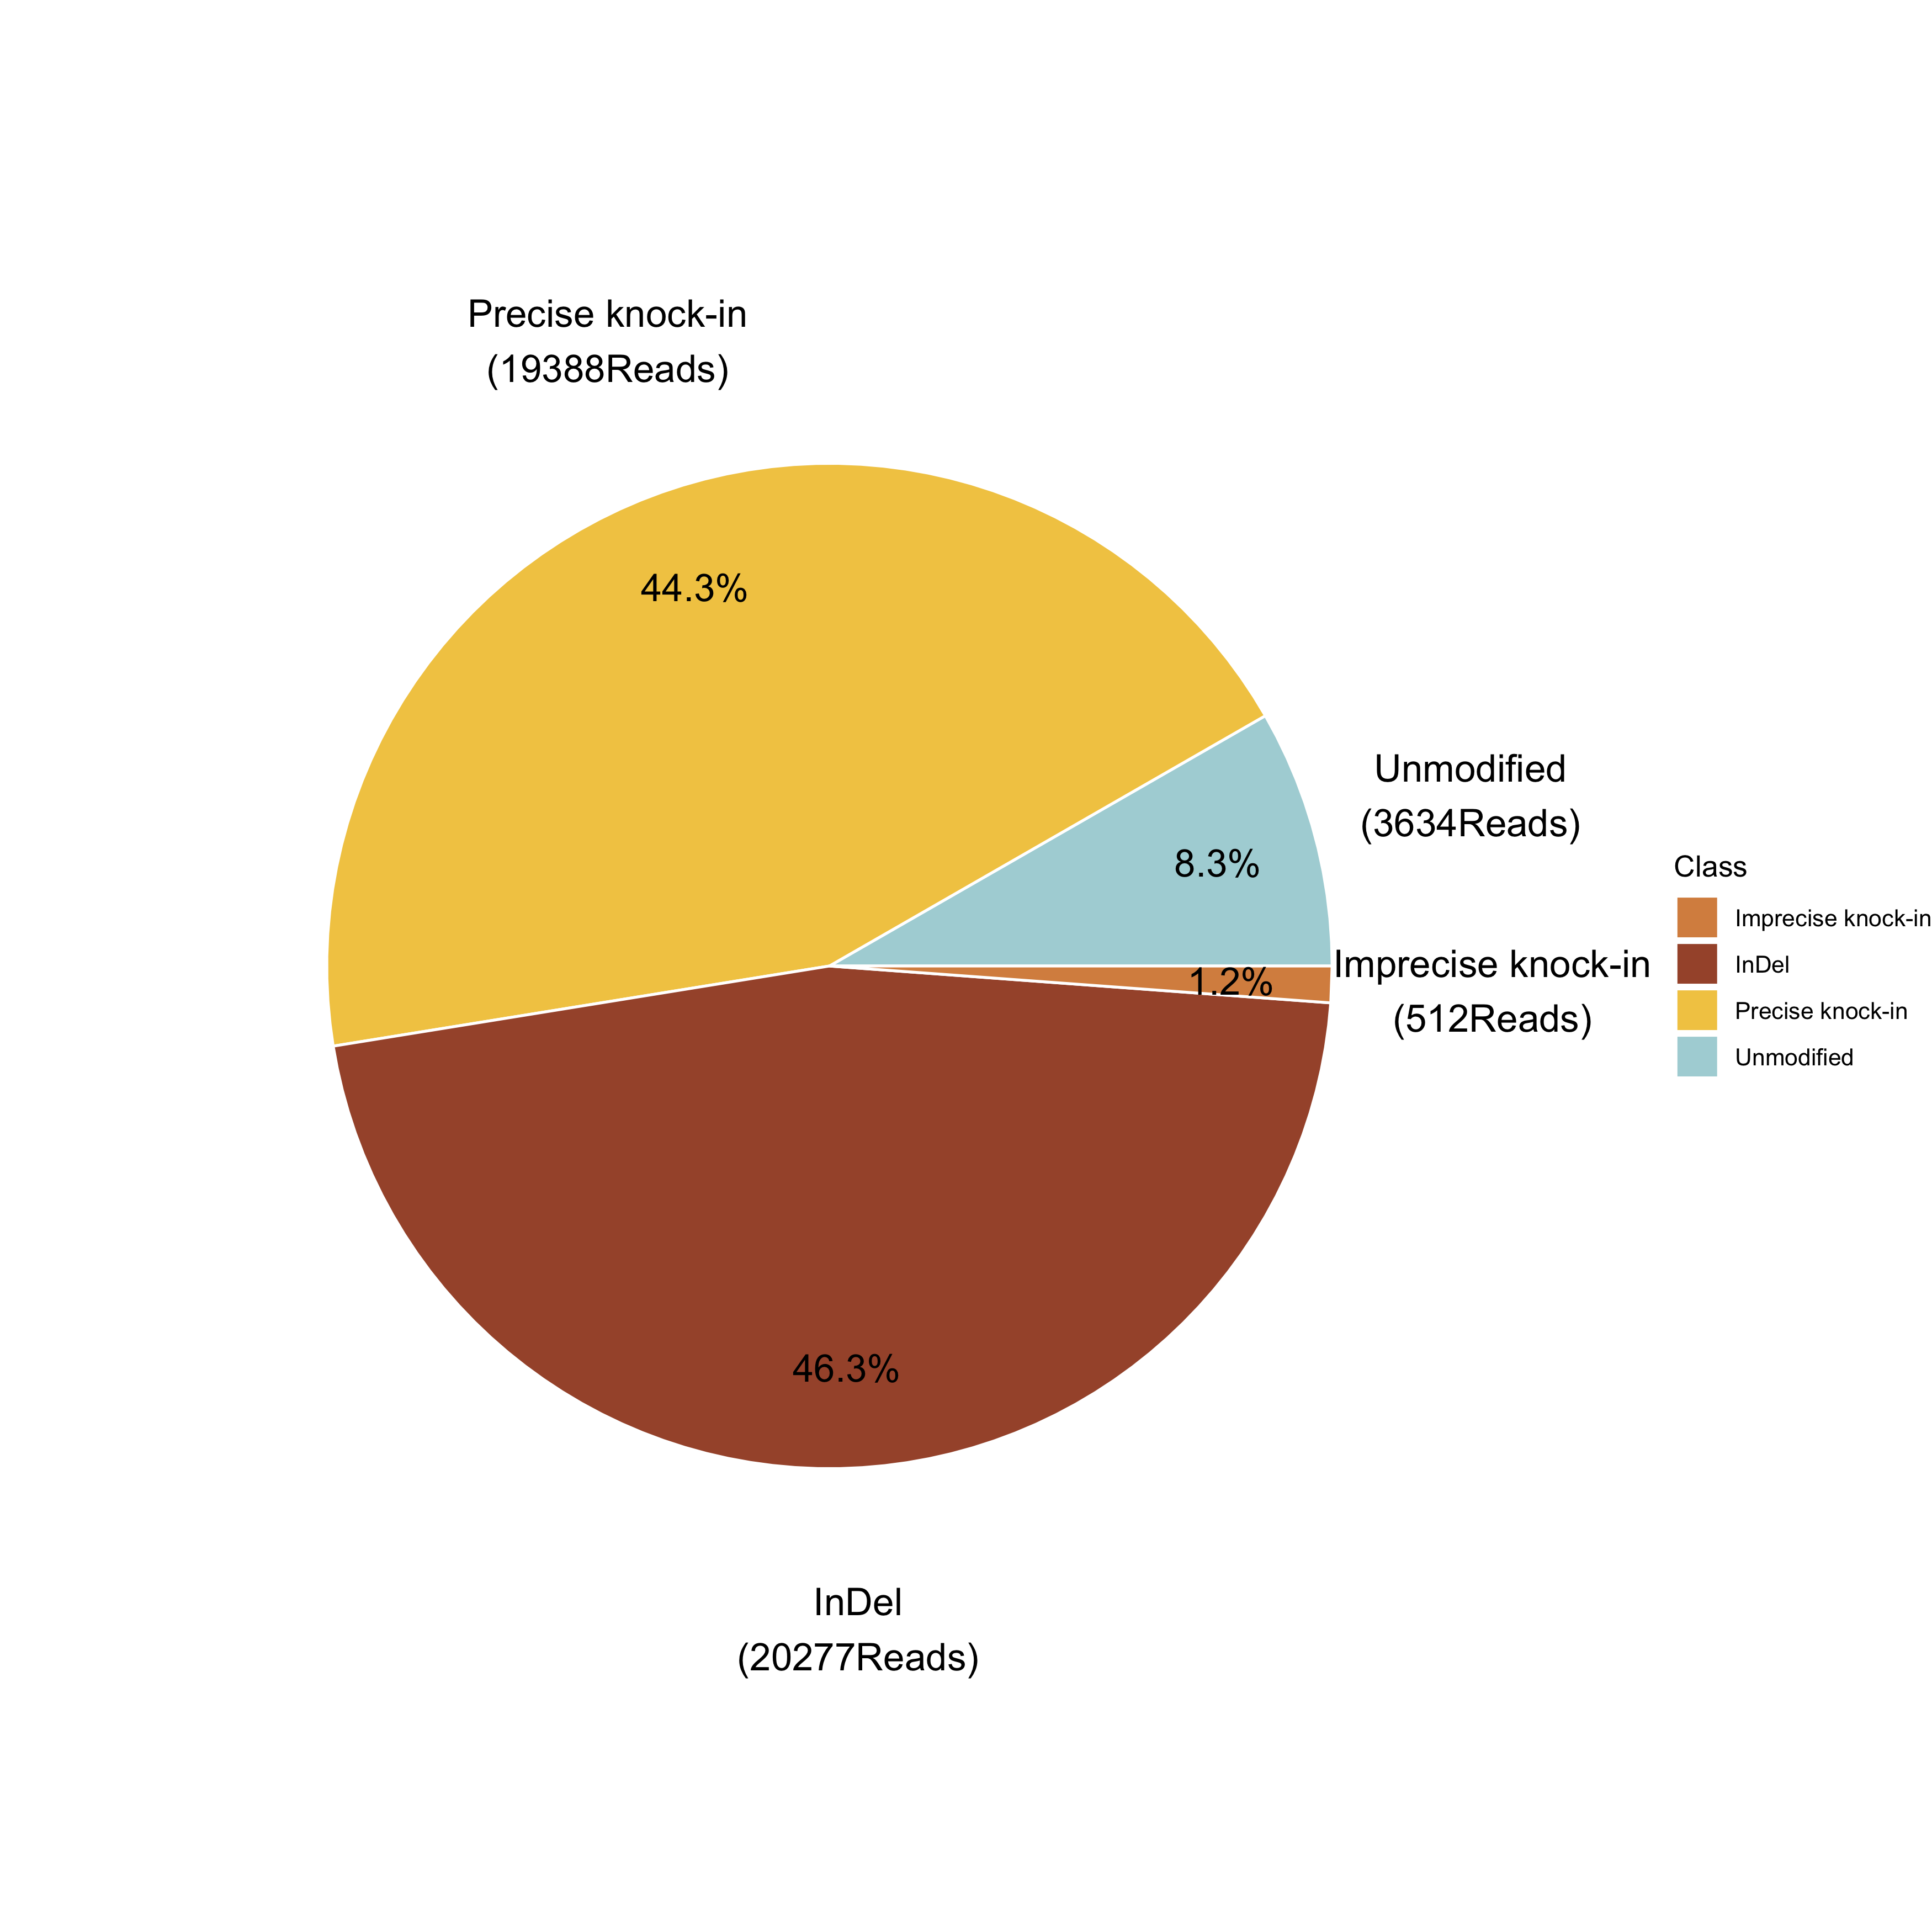 Precise knock-in
(19388Reads)
44.3%
Unmodified
(3634Reads)
8.3%
Imprecise knock-in
(512Reads)
1.2%
46.3%
InDel
(20277Reads)
Class
Imprecise knock-in
InDel
Precise knock-in
Unmodified